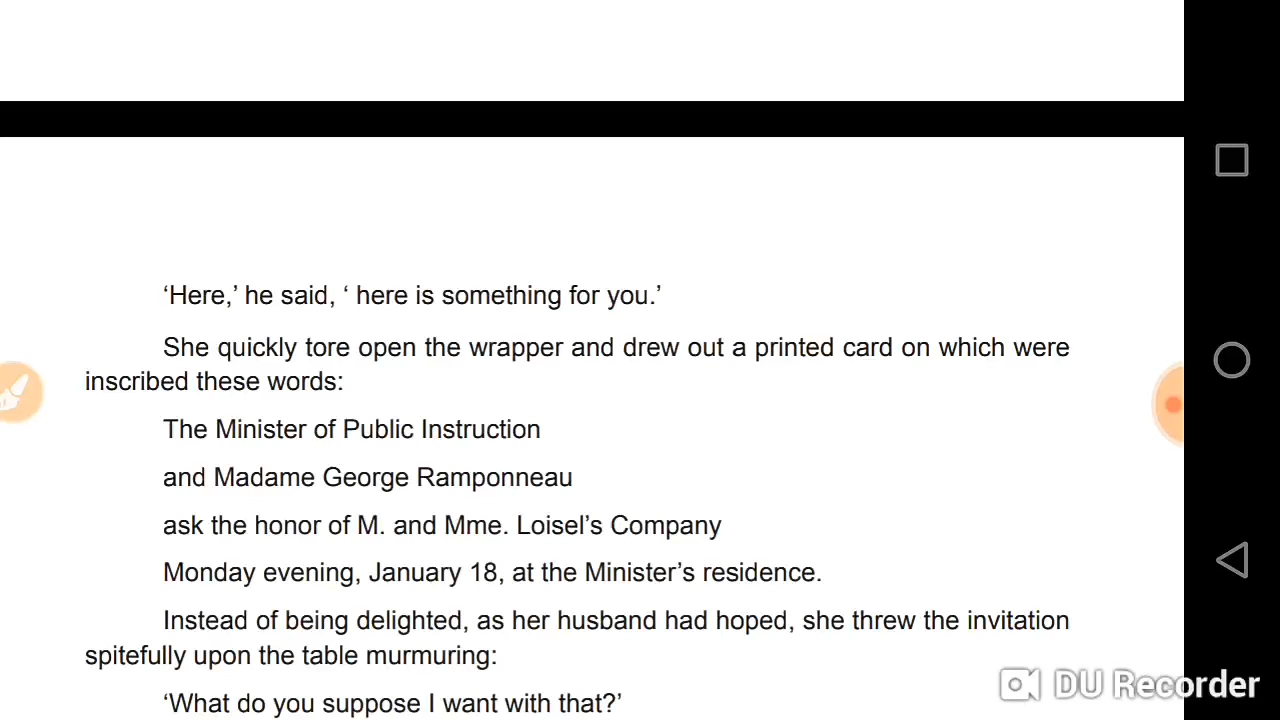 ‘Here,’ he said, ‘ here is something for you.’
She quickly tore open the wrapper and drew out a printed card on which were
inscribed these words:
The Minister of Public Instruction
and Madame George Ramponneau
ask the honor of M. and Mme. Loisel’s Company
Monday evening, January 18, at the Minister’s residence.
Instead of being delighted, as her husband had hoped, she threw the invitation
spitefully upon the table murmuring:
‘What do you suppose I want with that?’
DU Recorder